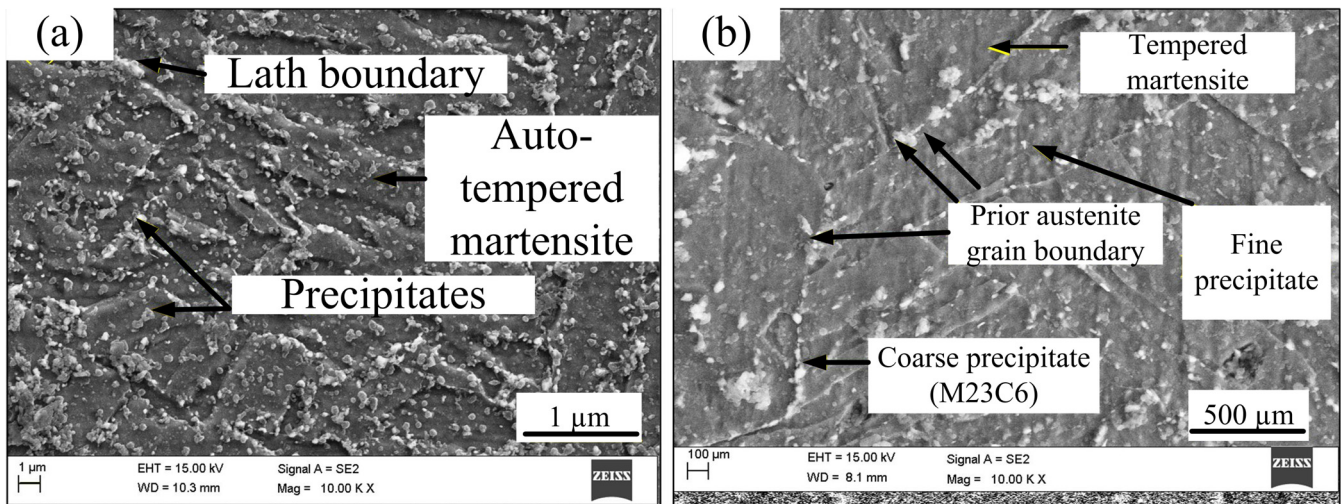 (a)
Lath boundary
Auto-
tempered
martensite
Precipitates
1 µm
1 µm
EHT = 15.00 kV
WD = 10.3 mm
Signal A = SE2
Mag = 10.00 K X
ZEISS
(b)
Tempered
martensite
Prior austenite
grain boundary
Fine
precipitate
Coarse precipitate
(M23C6)
500 µm
100 µm
EHT = 15.00 kV
WD = 8.1 mm
Signal A = SE2
Mag = 10.00 K X
ZEISS